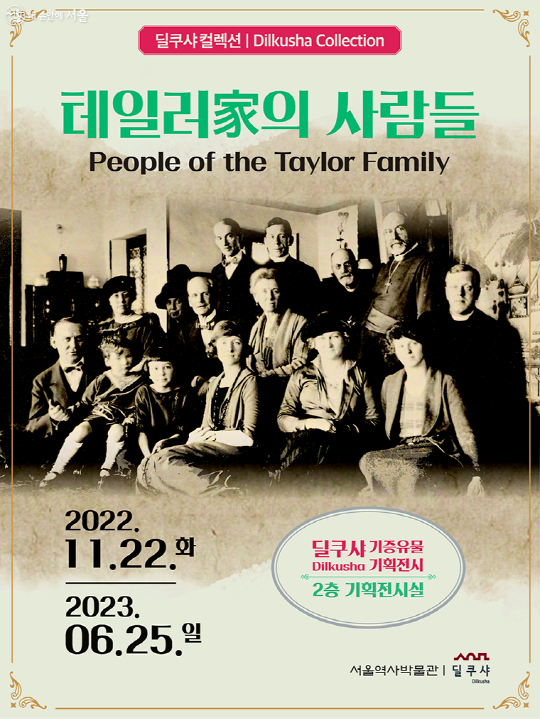 서울
딜쿠샤 컬렉션 | Dilkusha Collection
테일러家의 사람들
People of the Taylor Family
2022.
11.22.화
2023.
06.25.일
딜쿠샤 기증유물
Dilkusha 기획전시
2층 기획전시실
서울역사박물관 | 딜쿠샤
Dilkusha